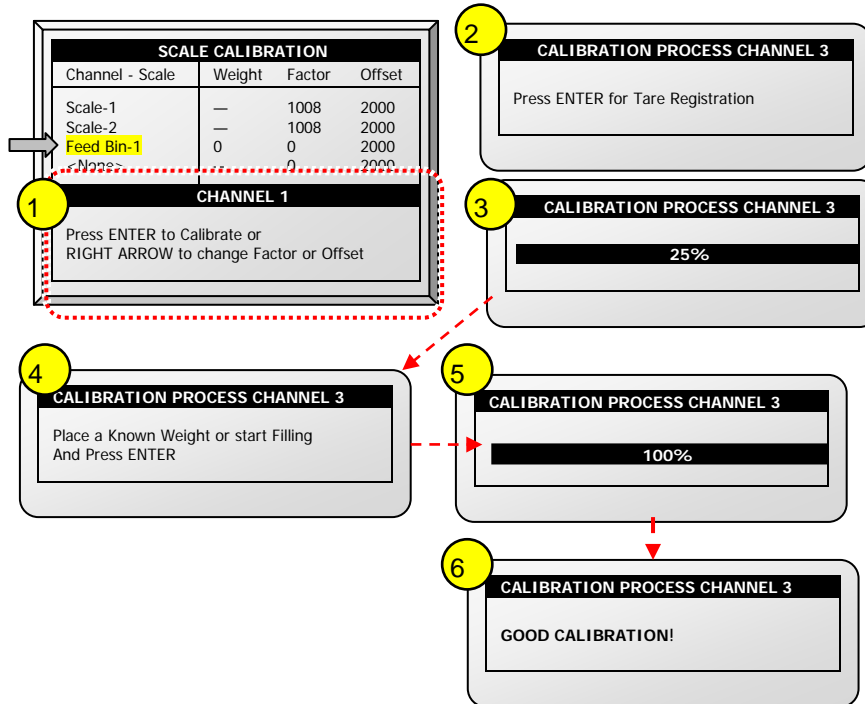 SCALE CALIBRATION
Channel - Scale Weight Factor Offset
Scale-1 — 1008 2000
Scale-2 — 1008 2000
Feed Bin-1 0 0 2000
<None> -- 0 2000
1
CHANNEL 1
Press ENTER to Calibrate or
RIGHT ARROW to change Factor or Offset
2
CALIBRATION PROCESS CHANNEL 3
Press ENTER for Tare Registration
3
CALIBRATION PROCESS CHANNEL 3
25%
4
CALIBRATION PROCESS CHANNEL 3
Place a Known Weight or start Filling
And Press ENTER
5
CALIBRATION PROCESS CHANNEL 3
100%
6
CALIBRATION PROCESS CHANNEL 3
GOOD CALIBRATION!